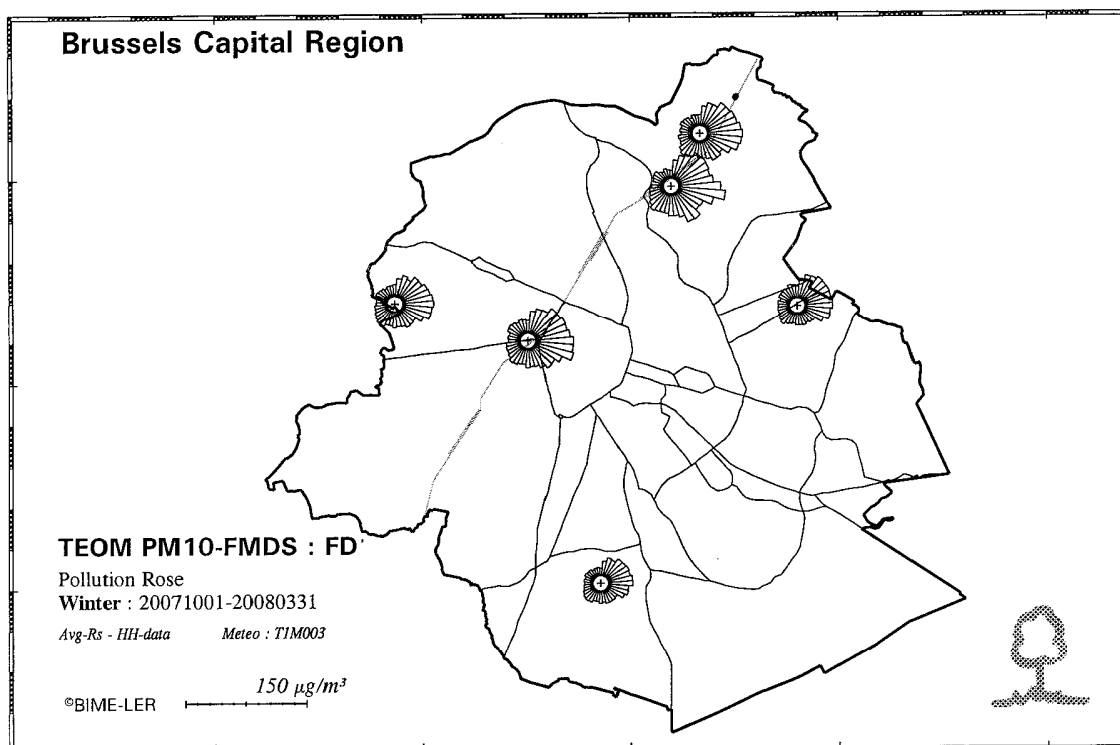 Brussels Capital Region
TEOM PM10-FMDS : FD
Pollution Rose
Winter : 20071001-20080331
Avg-Rs - HH-data Meteo : T1M003
150 µg/m³
©BIME-LER